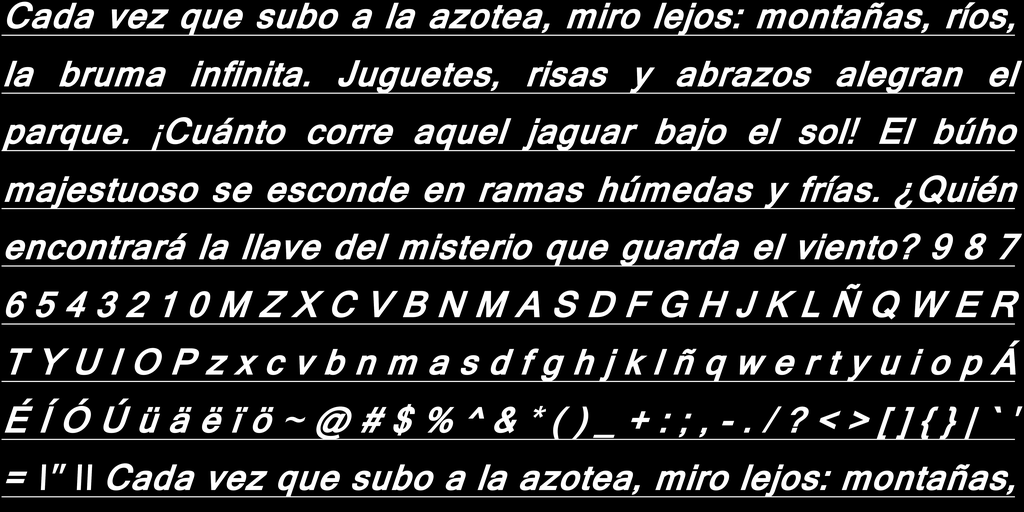 Cada vez que subo a la azotea, miro lejos: montañas, ríos,
la bruma infinita. Juguetes, risas y abrazos alegran el
parque. ¡Cuánto corre aquel jaguar bajo el sol! El búho
majestuoso se esconde en ramas húmedas y frías. ¿Quién
encontrará la llave del misterio que guarda el viento? 9 8 7
6 5 4 3 2 1 0 M Z X C V B N M A S D F G H J K L Ñ Q W E R
T Y U I O P z x c v b n m a s d f g h j k l ñ q w e r t y u i o p Á
É Í Ó Ú ü ä ë ï ö ~ @ # $ % ^ & * ( ) _ + : ; , - . / ? < > [ ] { } | ` '
= \" \\ Cada vez que subo a la azotea, miro lejos: montañas,